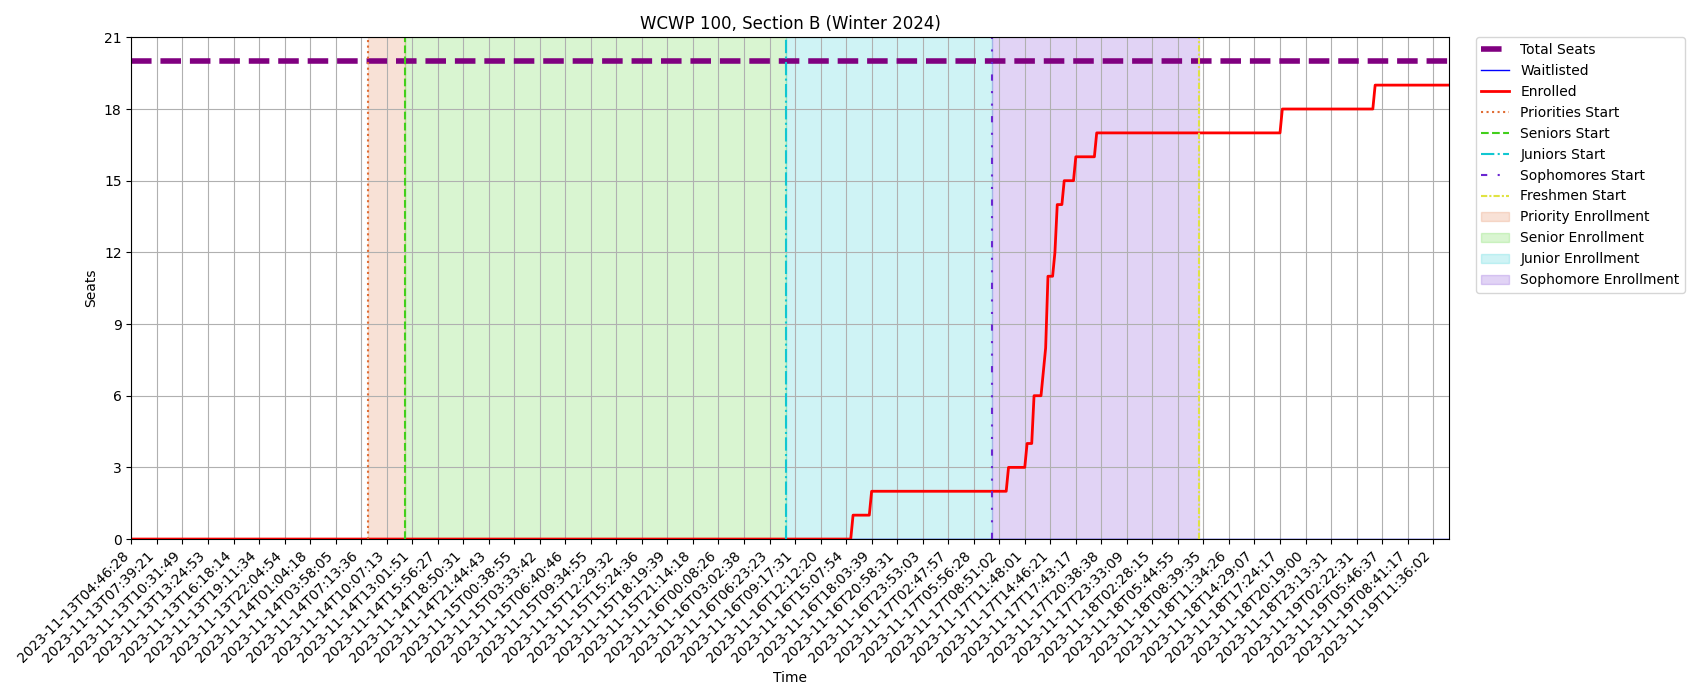 WCWP 100, Section B (Winter 2024)
21
18
15
12
9
6
3
0
Seats
2023-11-13T04:46:28
2023-11-13T07:39:21
2023-11-13T10:31:49
2023-11-13T13:24:53
2023-11-13T16:18:14
2023-11-13T19:11:34
2023-11-13T22:04:54
2023-11-14T01:04:18
2023-11-14T03:58:05
2023-11-14T07:13:36
2023-11-14T10:07:13
2023-11-14T13:01:51
2023-11-14T15:56:27
2023-11-14T18:50:31
2023-11-14T21:44:43
2023-11-15T00:38:55
2023-11-15T03:33:42
2023-11-15T06:40:46
2023-11-15T09:34:55
2023-11-15T12:29:32
2023-11-15T15:24:36
2023-11-15T18:19:39
2023-11-15T21:14:18
2023-11-16T00:08:26
2023-11-16T03:02:38
2023-11-16T06:23:23
2023-11-16T09:17:31
2023-11-16T12:12:20
2023-11-16T15:07:54
2023-11-16T18:03:39
2023-11-16T20:58:31
2023-11-16T23:53:03
2023-11-17T02:47:57
2023-11-17T05:56:28
2023-11-17T08:51:02
2023-11-17T11:48:01
2023-11-17T14:46:21
2023-11-17T17:43:17
2023-11-17T20:38:38
2023-11-17T23:33:09
2023-11-18T02:28:15
2023-11-18T05:44:55
2023-11-18T08:39:35
2023-11-18T11:34:26
2023-11-18T14:29:07
2023-11-18T17:24:17
2023-11-18T20:19:00
2023-11-18T23:13:31
2023-11-19T02:22:31
2023-11-19T05:46:37
2023-11-19T08:41:17
2023-11-19T11:36:02
Time
Total Seats
Waitlisted
Enrolled
Priorities Start
Seniors Start
Juniors Start
Sophomores Start
Freshmen Start
Priority Enrollment
Senior Enrollment
Junior Enrollment
Sophomore Enrollment